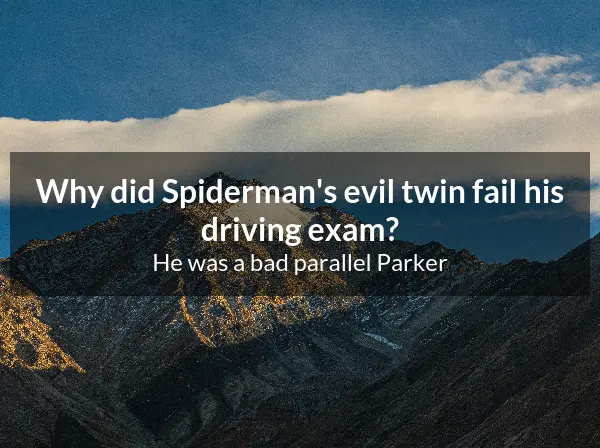 Why did Spiderman's evil twin fail his
driving exam?
He was a bad parallel Parker